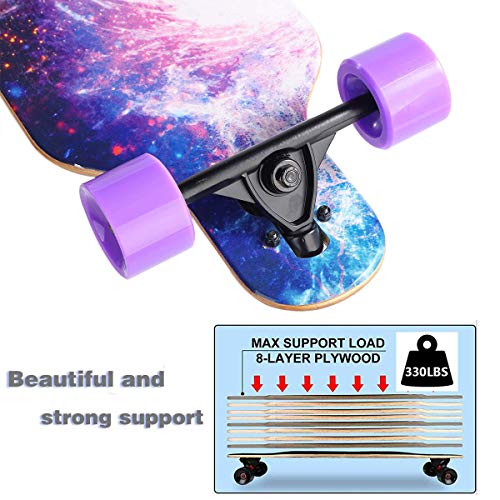 MAX SUPPORT LOAD
8-LAYER PLYWOOD
330LBS
Beautiful and
strong support